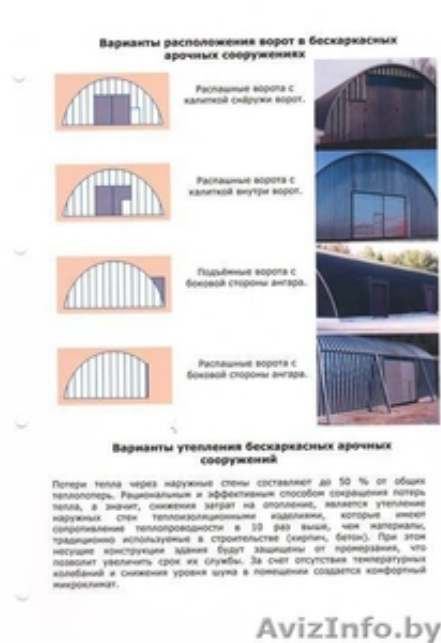 Варианты расположения ворот в бескаркасных
арочных сооружениях
Распашные ворота с
калиткой снаружи ворот.
Распашные ворота с
калиткой внутри ворот.
Подъёмные ворота с
боковой стороны ангара.
Распашные ворота с
боковой стороны ангара.
Варианты утепления бескаркасных арочных
сооружений
Потери тепла через наружные стены составляют до 50 % от общих
теплопотерь. Рациональным и эффективным способом сокращения потерь
тепла, а значит, снижения затрат на отопление, является утепление
наружных стен теплоизоляционными изделиями, которые имеют
сопротивление теплопроводности в 10 раз выше, чем материалы,
традиционно используемые в строительстве (кирпич, бетон). При этом
несущие конструкции здания будут защищены от промерзания, что
позволит увеличить срок их службы. За счет отсутствия температурных
колебаний и снижения уровня шума в помещении создается комфортный
микроклимат.
AvizInfo.by